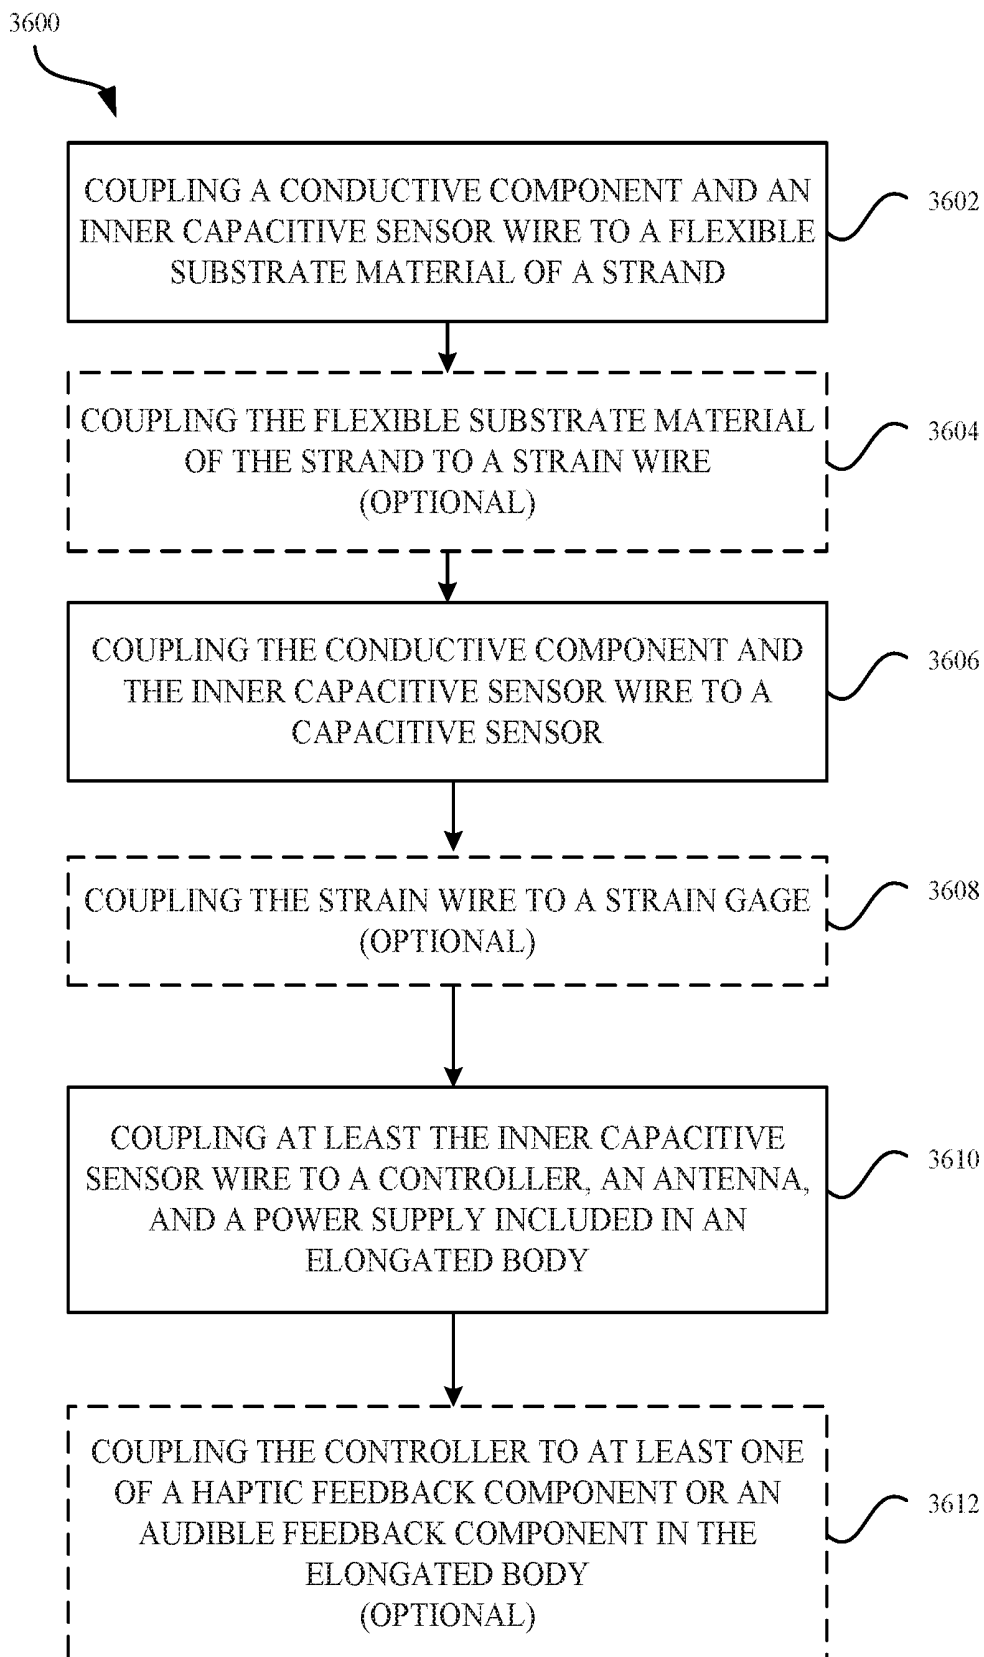 3600
COUPLING A CONDUCTIVE COMPONENT AND AN
INNER CAPACITIVE SENSOR WIRE TO A FLEXIBLE
SUBSTRATE MATERIAL OF A STRAND
3602
COUPLING THE FLEXIBLE SUBSTRATE MATERIAL
OF THE STRAND TO A STRAIN WIRE
(OPTIONAL)
3604
COUPLING THE CONDUCTIVE COMPONENT AND
THE INNER CAPACITIVE SENSOR WIRE TO A
CAPACITIVE SENSOR
3606
COUPLING THE STRAIN WIRE TO A STRAIN GAGE
(OPTIONAL)
3608
COUPLING AT LEAST THE INNER CAPACITIVE
SENSOR WIRE TO A CONTROLLER, AN ANTENNA,
AND A POWER SUPPLY INCLUDED IN AN
ELONGATED BODY
3610
COUPLING THE CONTROLLER TO AT LEAST ONE
OF A HAPTIC FEEDBACK COMPONENT OR AN
AUDIBLE FEEDBACK COMPONENT IN THE
ELONGATED BODY
(OPTIONAL)
3612